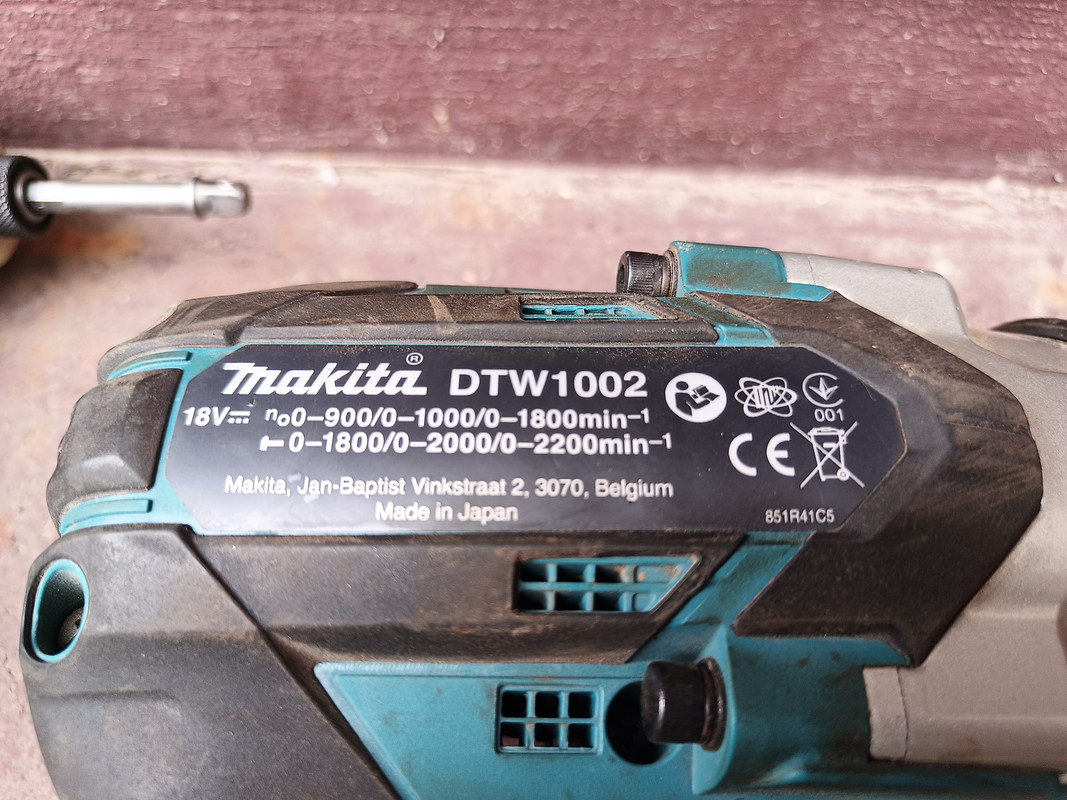 Makita® DTW1002
18V⎓ n₀0–900/0–1000/0–1800min⁻¹
0–1800/0–2000/0–2200min⁻¹
001
CE
Makita, Jan-Baptist Vinkstraat 2, 3070, Belgium
Made in Japan
851R41C5